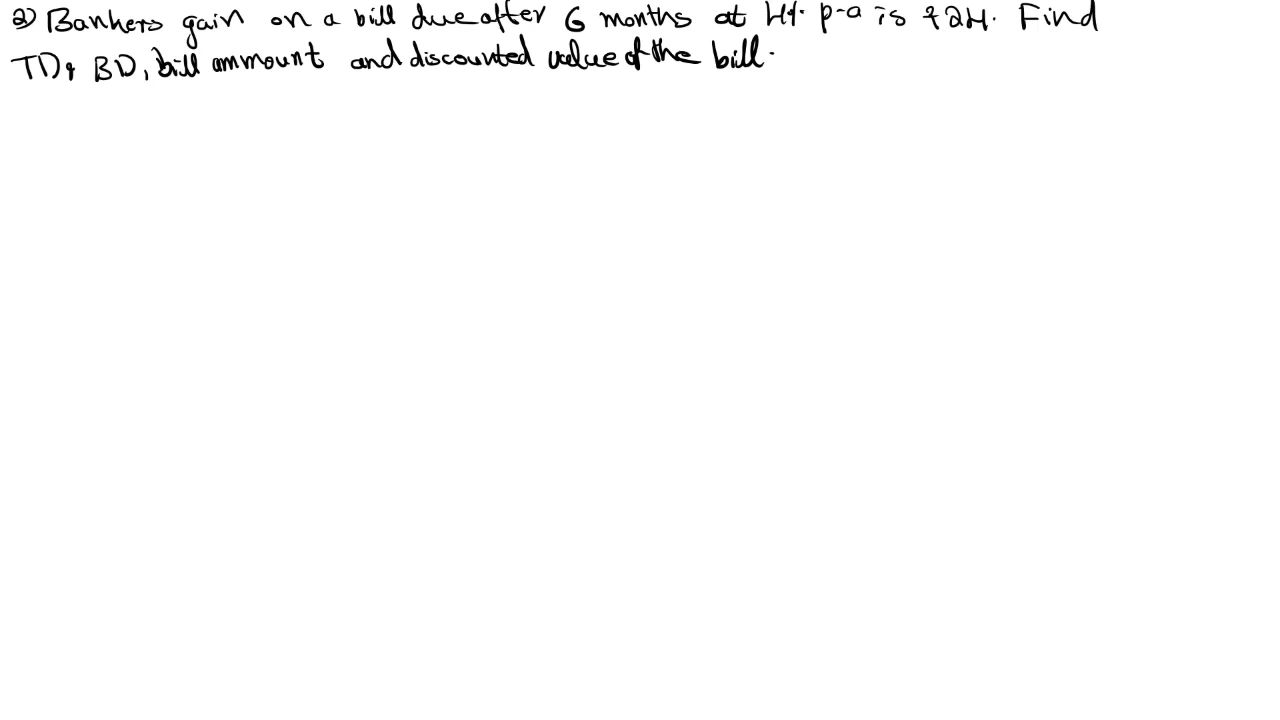 2) Bankers gain on a bill due after 6 months at 4%. p-a is ₹24. Find
TD, BD, bill ammount and discounted value of the bill.